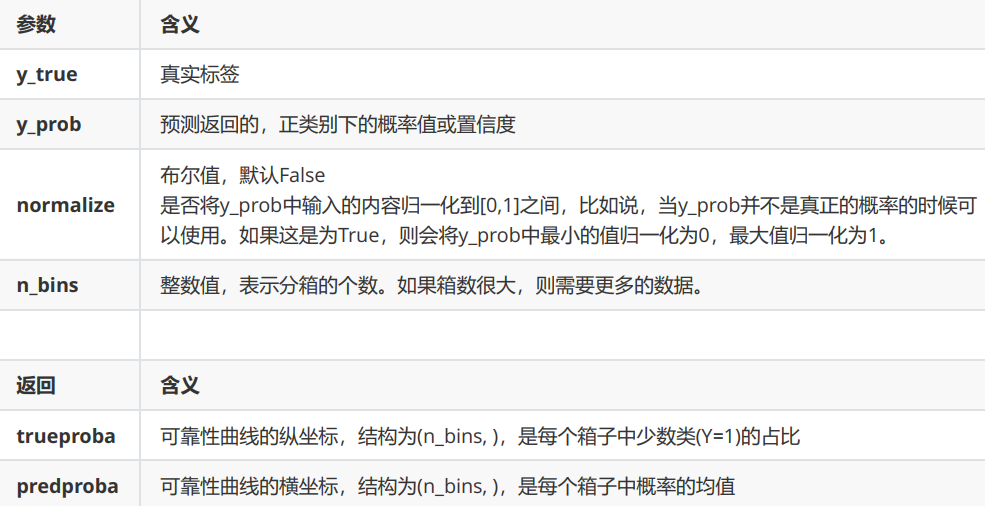 参数 含义
y_true 真实标签
y_prob 预测返回的，正类别下的概率值或置信度
布尔值，默认False
normalize 是否将y_prob中输入的内容归一化到[0,1]之间，比如说，当y_prob并不是真正的概率的时候可
以使用。如果这是为True，则会将y_prob中最小的值归一化为0，最大值归一化为1。
n_bins 整数值，表示分箱的个数。如果箱数很大，则需要更多的数据。
返回 含义
trueproba 可靠性曲线的纵坐标，结构为(n_bins, )，是每个箱子中少数类(Y=1)的占比
predproba 可靠性曲线的横坐标，结构为(n_bins, )，是每个箱子中概率的均值